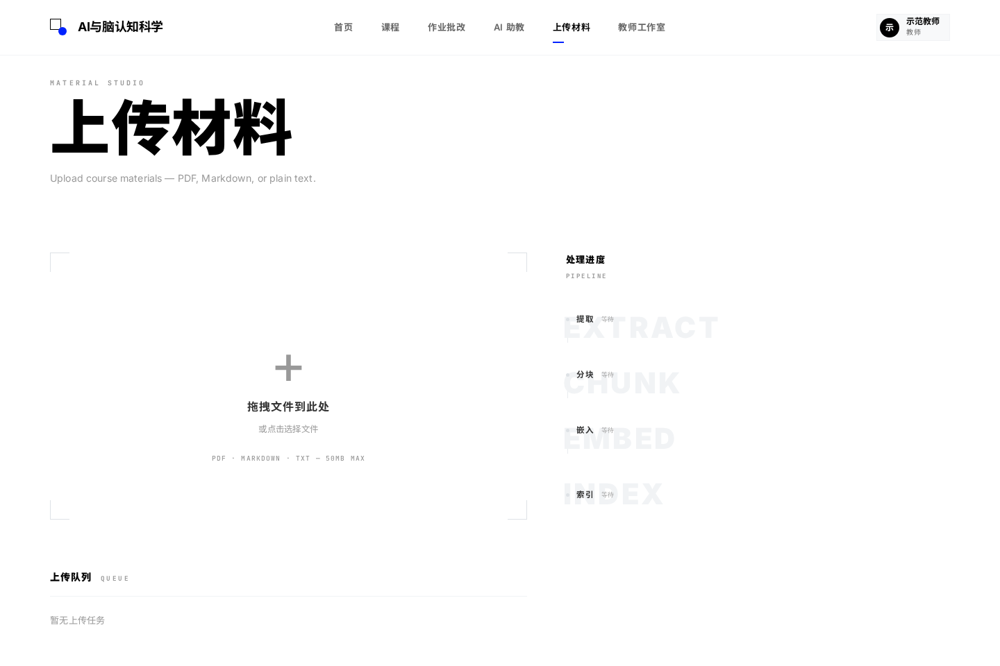 AI与脑认知科学
首页
课程
作业批改
AI 助教
上传材料
教师工作室
示
示范教师
教师
MATERIAL STUDIO
上传材料
Upload course materials — PDF, Markdown, or plain text.
+
拖拽文件到此处
或点击选择文件
PDF · MARKDOWN · TXT — 50MB MAX
处理进度
PIPELINE
EXTRACT
提取 等待
CHUNK
分块 等待
EMBED
嵌入 等待
INDEX
索引 等待
上传队列 QUEUE
暂无上传任务